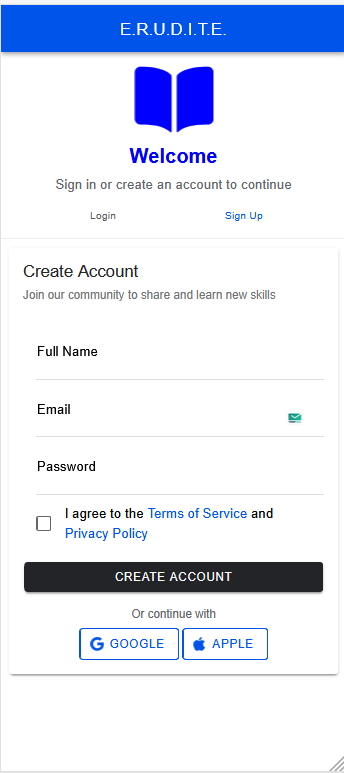 E.R.U.D.I.T.E.
Welcome
Sign in or create an account to continue
Login Sign Up
Create Account
Join our community to share and learn new skills
Full Name
Email
Password
I agree to the Terms of Service and
Privacy Policy
CREATE ACCOUNT
Or continue with
GOOGLE APPLE